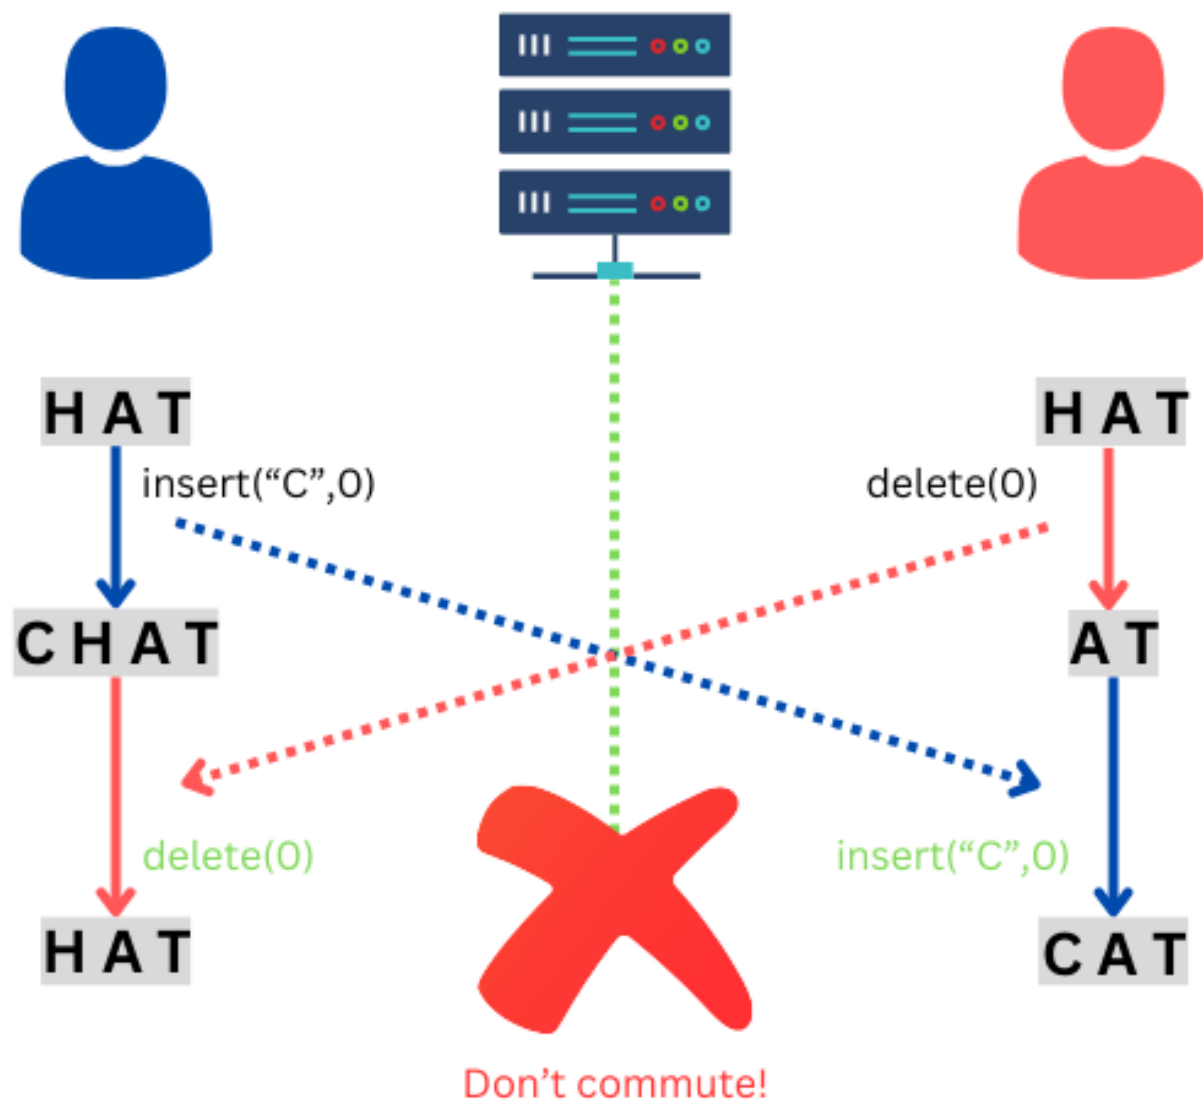 H A T
H A T
insert(“C”,0)
delete(0)
C H A T
A T
delete(0)
insert(“C”,0)
H A T
C A T
Don’t commute!